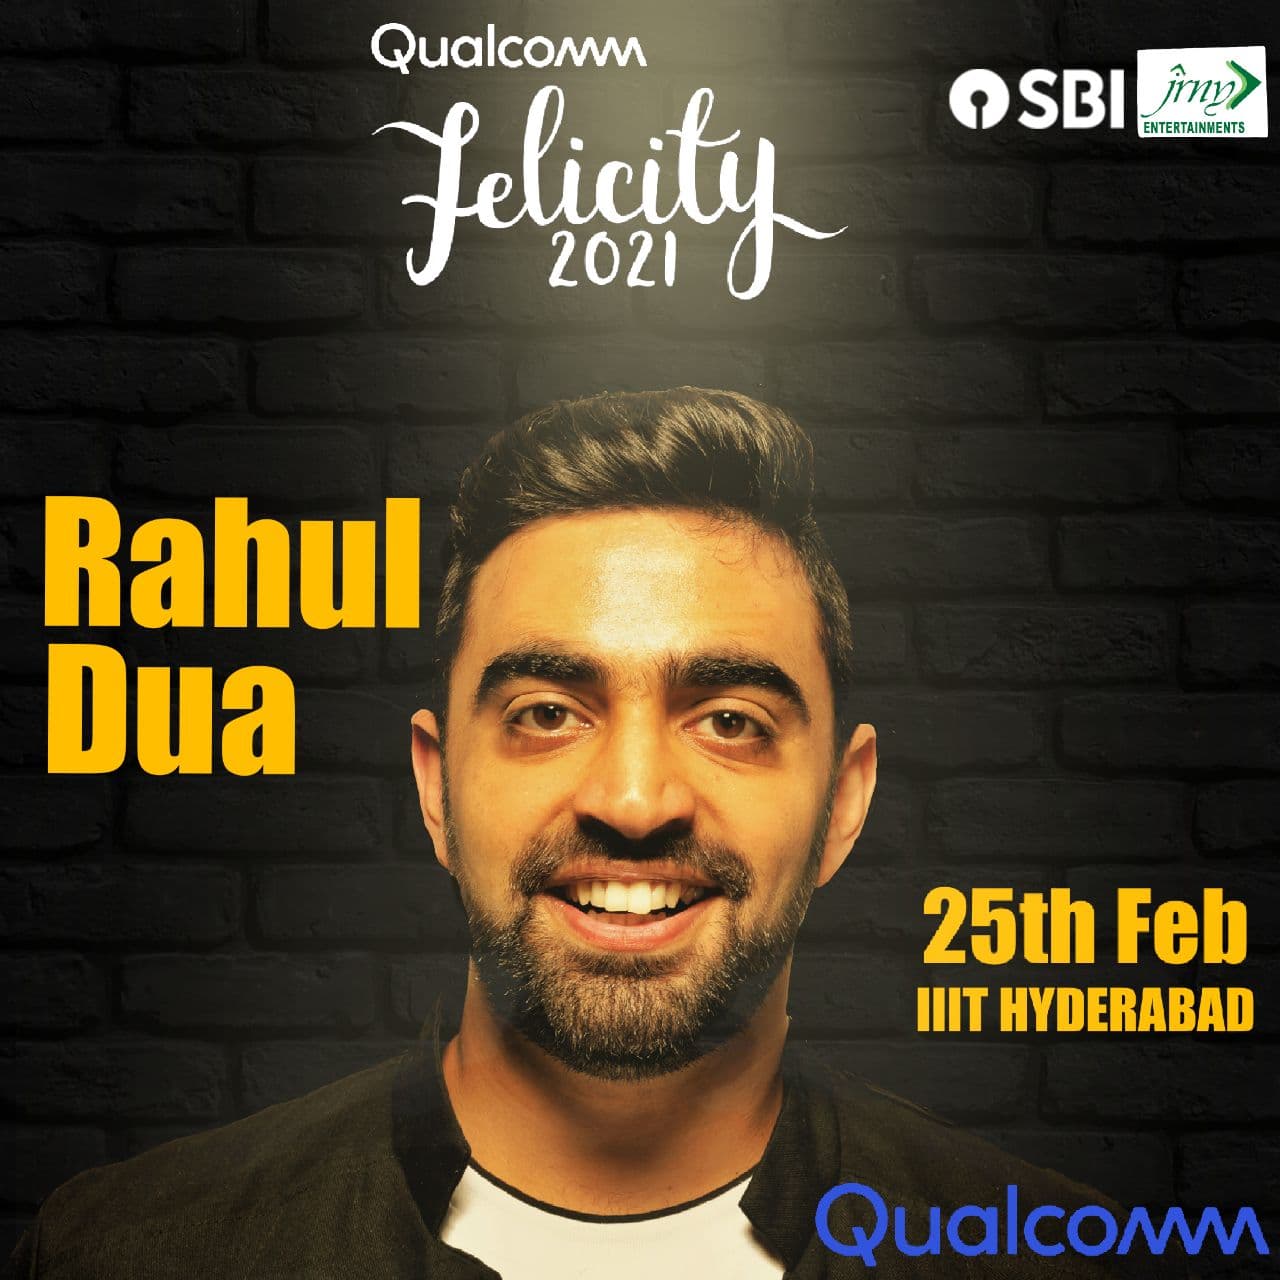 Qualcomm
Felicity
2021
SBI
jrny
ENTERTAINMENTS
Rahul
Dua
25th Feb
IIIT HYDERABAD
Qualcomm